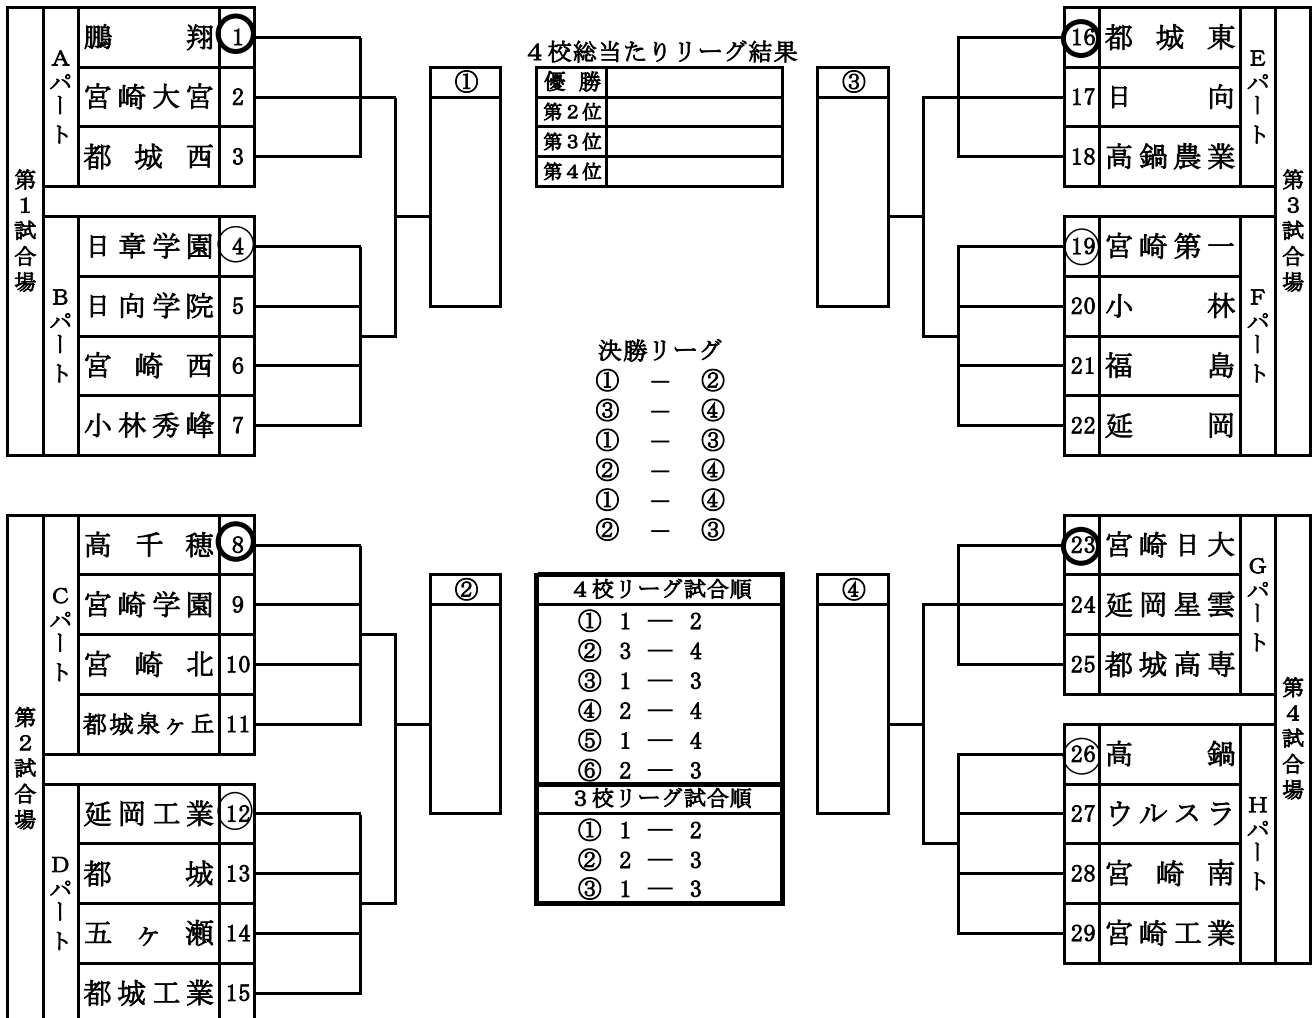 第1試合場
Aパート
鵬翔 1
宮崎大宮 2
都城西 3
Bパート
日章学園 4
日向学院 5
宮崎西 6
小林秀峰 7
①
第2試合場
Cパート
高千穂 8
宮崎学園 9
宮崎北 10
都城泉ヶ丘 11
Dパート
延岡工業 12
都城 13
五ヶ瀬 14
都城工業 15
②
4校総当たりリーグ結果
優勝
第2位
第3位
第4位
決勝リーグ
① － ②
③ － ④
① － ③
② － ④
① － ④
② － ③
4校リーグ試合順
① 1 ― 2
② 3 ― 4
③ 1 ― 3
④ 2 ― 4
⑤ 1 ― 4
⑥ 2 ― 3
3校リーグ試合順
① 1 ― 2
② 2 ― 3
③ 1 ― 3
③
16 都城東
17 日向
18 高鍋農業
Eパート
19 宮崎第一
20 小林
21 福島
22 延岡
Fパート
第3試合場
④
23 宮崎日大
24 延岡星雲
25 都城高専
Gパート
26 高鍋
27 ウルスラ
28 宮崎南
29 宮崎工業
Hパート
第4試合場